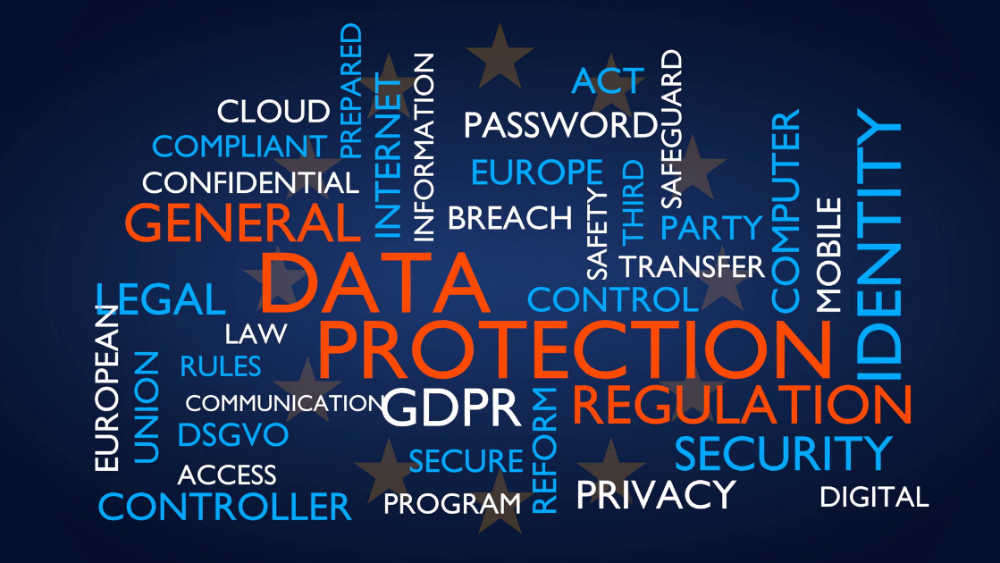 PREPARED
INTERNET
INFORMATION
ACT
SAFEGUARD
CLOUD
PASSWORD
COMPLIANT
EUROPE
CONFIDENTIAL
GENERAL
BREACH
SAFETY
THIRD
PARTY
COMPUTER
MOBILE
IDENTITY
TRANSFER
LEGAL
DATA
CONTROL
LAW
PROTECTION
EUROPEAN
UNION
RULES
COMMUNICATION
GDPR
REFORM
REGULATION
DSGVO
SECURE
SECURITY
ACCESS
CONTROLLER
PROGRAM
PRIVACY
DIGITAL